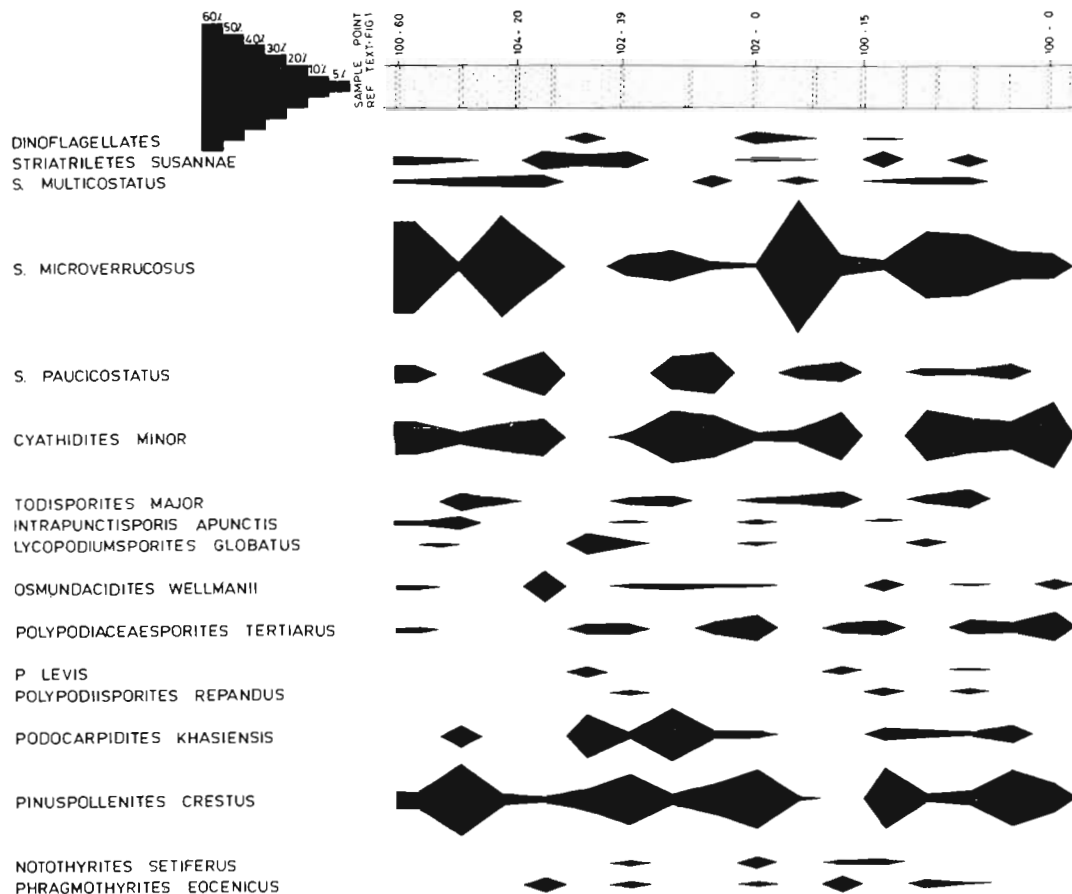 60%
50%
40%
30%
20%
10%
5%
SAMPLE POINT
REF TEXT-FIG 1
100-60
104-20
102-39
102-0
100-15
100-0
DINOFLAGELLATES
STRIATRILETES SUSANNAE
S. MULTICOSTATUS
S. MICROVERRUCOSUS
S. PAUCICOSTATUS
CYATHIDITES MINOR
TODISPORITES MAJOR
INTRAPUNCTISPORIS APUNCTIS
LYCOPODIUMSPORITES GLOBATUS
OSMUNDACIDITES WELLMANII
POLYPODIACEAESPORITES TERTIARUS
P LEVIS
POLYPODIISPORITES REPANDUS
PODOCARPIDITES KHASIENSIS
PINUSPOLLENITES CRESTUS
NOTOTHYRITES SETIFERUS
PHRAGMOTHYRITES EOCENICUS